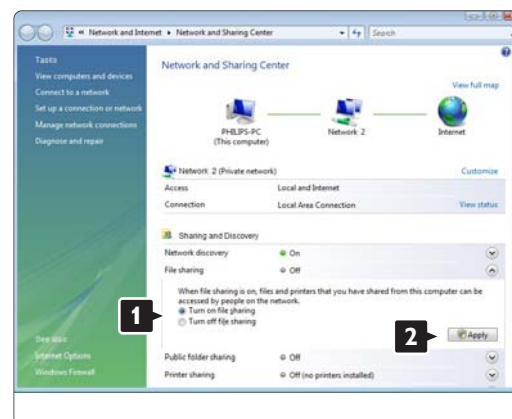 « Network and Internet ▸ Network and Sharing Center
Search
Tasks
View computers and devices
Connect to a network
Set up a connection or network
Manage network connections
Diagnose and repair
See also
Internet Options
Windows Firewall
Network and Sharing Center
View full map
PHILIPS-PC
(This computer)
Network 2
Internet
Network 2 (Private network)
Customize
Access
Local and Internet
Connection
Local Area Connection
View status
Sharing and Discovery
Network discovery
On
File sharing
Off
When file sharing is on, files and printers that you have shared from this computer can be
accessed by people on the network.
1
Turn on file sharing
Turn off file sharing
2
Apply
Public folder sharing
Off
Printer sharing
Off (no printers installed)